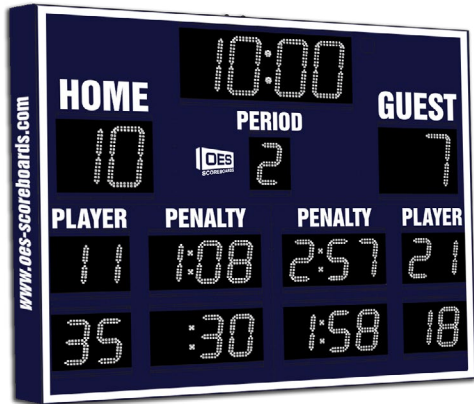 10:00
HOME
GUEST
PERIOD
10
OES
SCOREBOARDS
2
7
PLAYER PENALTY PENALTY PLAYER
11 1:08 2:57 21
35 :30 1:58 18
www.oes-scoreboards.com